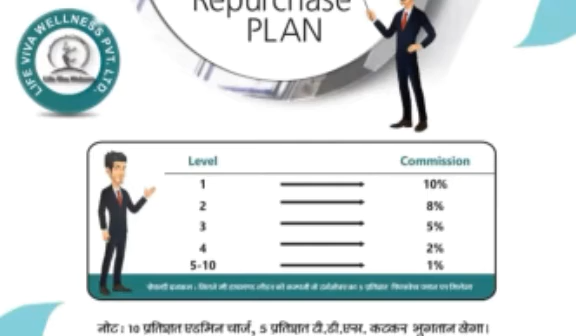 Repurchase
PLAN
LIFE VIVA WELLNESS PVT. LTD.
Level Commission
1 10%
2 8%
3 5%
4 2%
5-10 1%
नोट: 10 प्रतिशत एडमिन चार्ज, 5 प्रतिशत टी.डी.एस. कटकर भुगतान होगा।